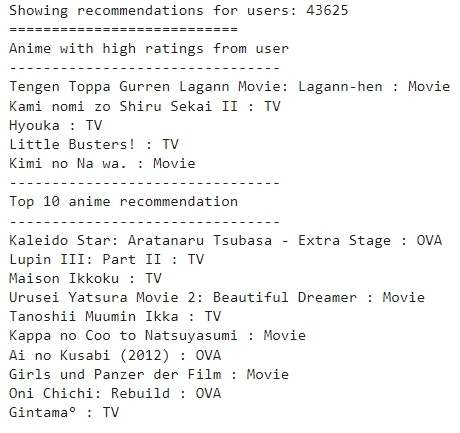 Showing recommendations for users: 43625
===========================
Anime with high ratings from user
--------------------------------
Tengen Toppa Gurren Lagann Movie: Lagann-hen : Movie
Kami nomi zo Shiru Sekai II : TV
Hyouka : TV
Little Busters! : TV
Kimi no Na wa. : Movie
--------------------------------
Top 10 anime recommendation
--------------------------------
Kaleido Star: Aratanaru Tsubasa - Extra Stage : OVA
Lupin III: Part II : TV
Maison Ikkoku : TV
Urusei Yatsura Movie 2: Beautiful Dreamer : Movie
Tanoshii Muumin Ikka : TV
Kappa no Coo to Natsuyasumi : Movie
Ai no Kusabi (2012) : OVA
Girls und Panzer der Film : Movie
Oni Chichi: Rebuild : OVA
Gintama° : TV